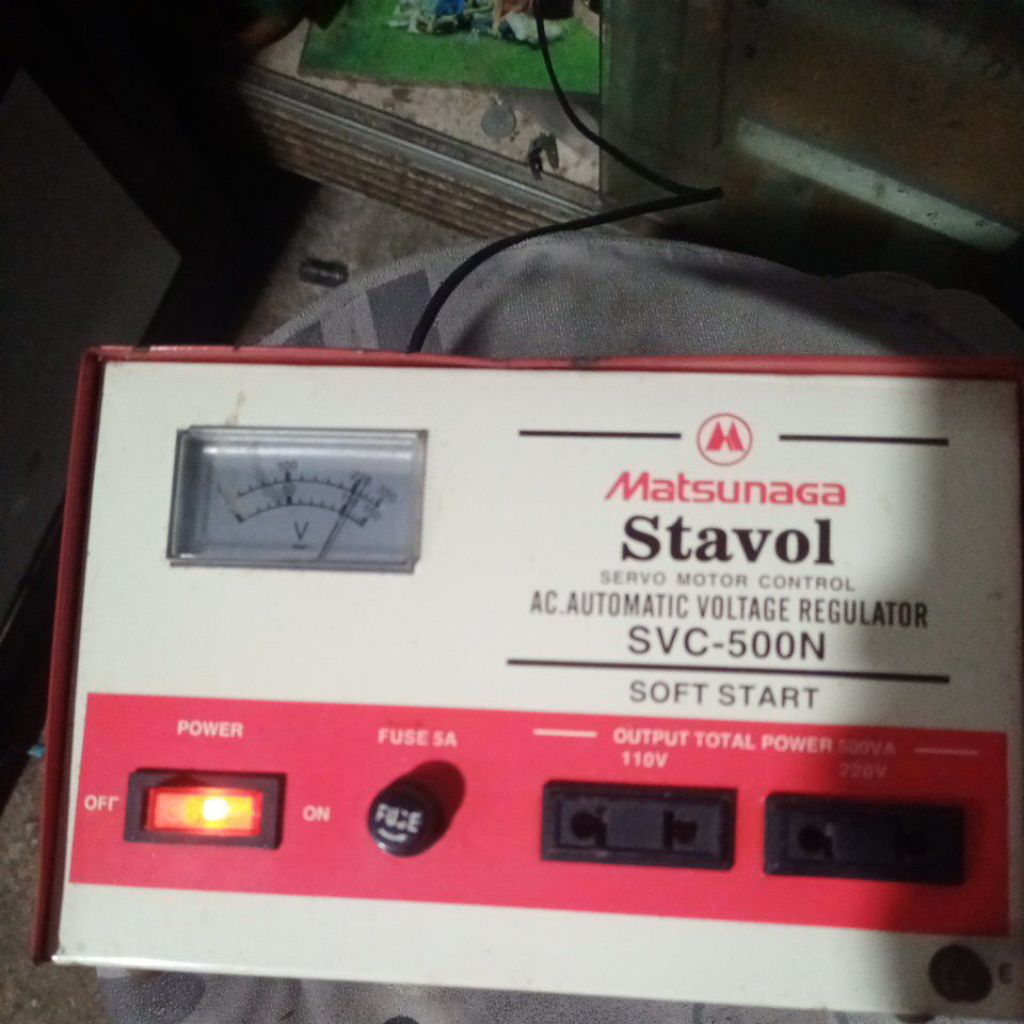 100
V
Matsunaga
Stavol
SERVO MOTOR CONTROL
AC.AUTOMATIC VOLTAGE REGULATOR
SVC-500N
SOFT START
POWER
OFF
ON
FUSE 5A
FUSE
OUTPUT TOTAL POWER 500VA
110V
220V
E